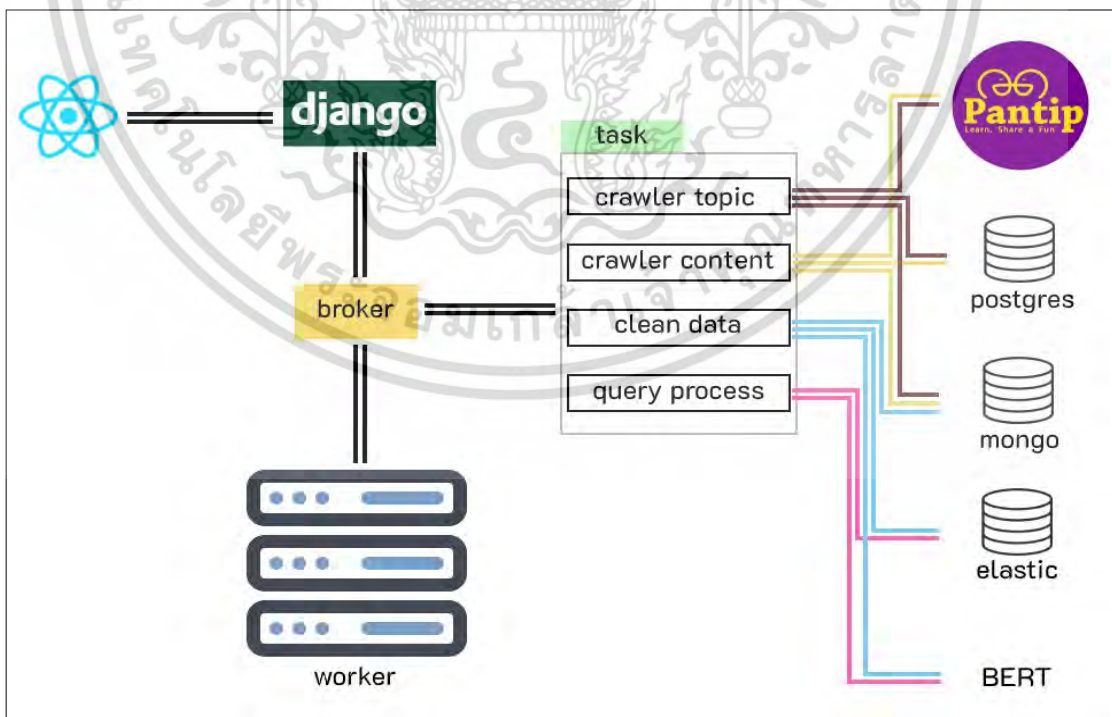 django
task
Pantip
Learn, Share & Fun
crawler topic
crawler content
postgres
broker
clean data
query process
mongo
elastic
worker
BERT